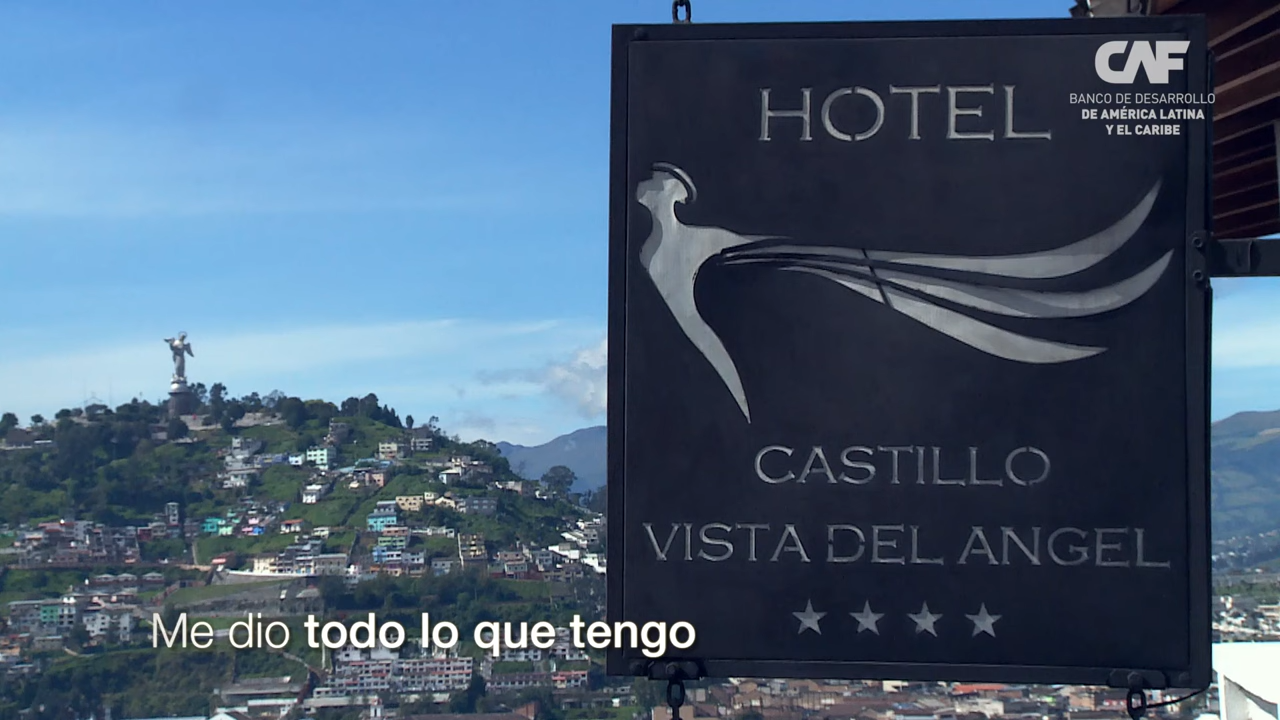 CAF
BANCO DE DESARROLLO
DE AMÉRICA LATINA
Y EL CARIBE
HOTEL
CASTILLO
VISTA DEL ANGEL
Me dio todo lo que tengo